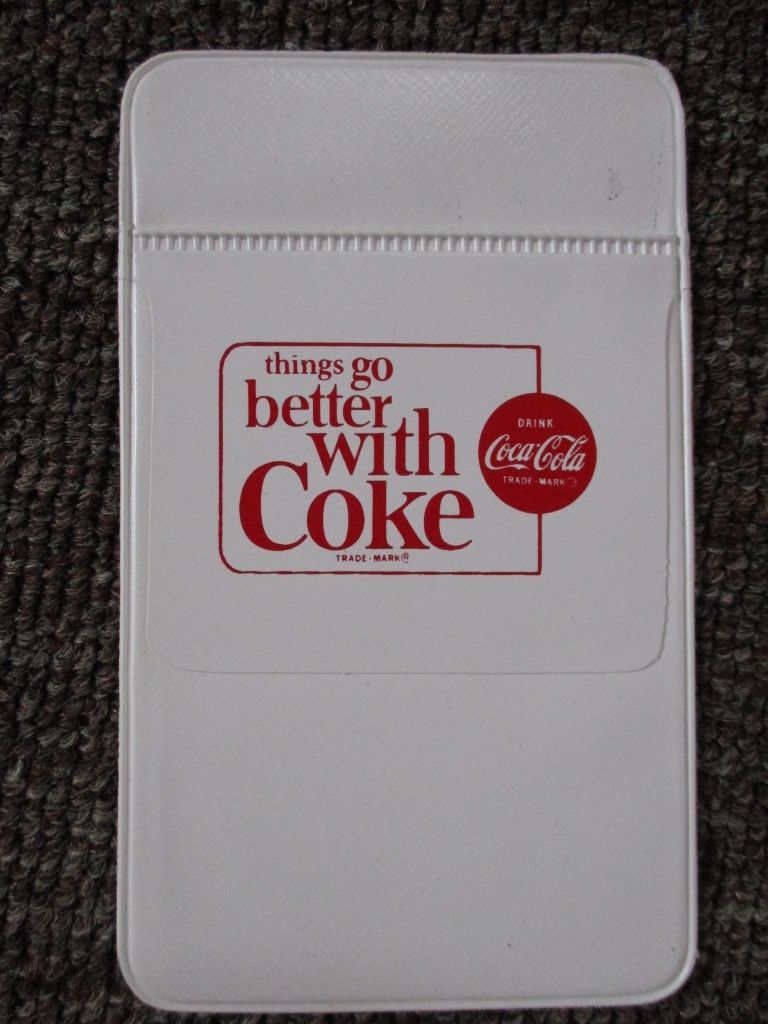 things go
better
with
Coke
TRADE-MARK®
DRINK
Coca-Cola
TRADE-MARK®